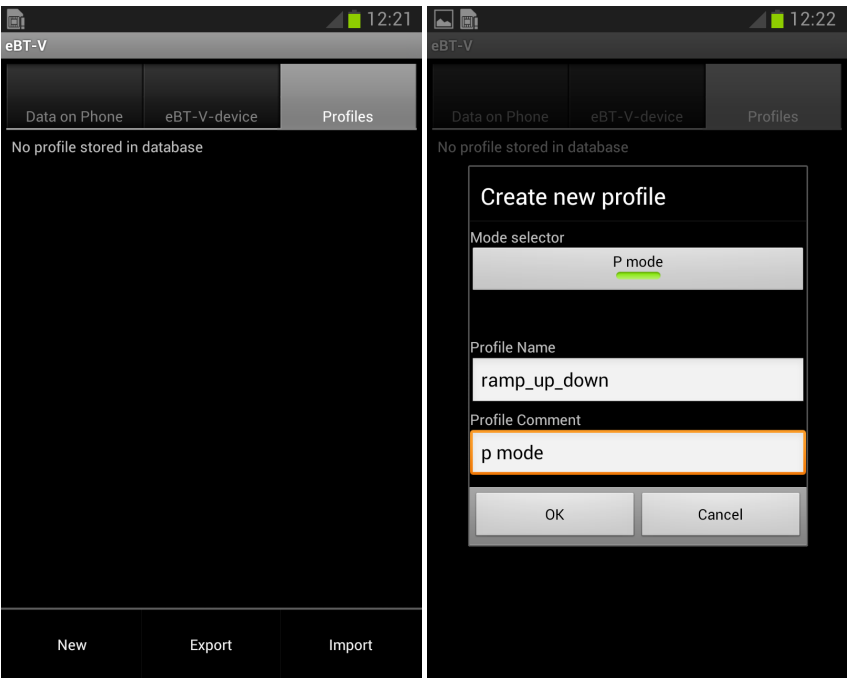 12:21
eBT-V
Data on Phone eBT-V-device Profiles
No profile stored in database
New Export Import
12:22
eBT-V
Data on Phone eBT-V-device Profiles
No profile stored in database
Create new profile
Mode selector
P mode
Profile Name
ramp_up_down
Profile Comment
p mode
OK Cancel